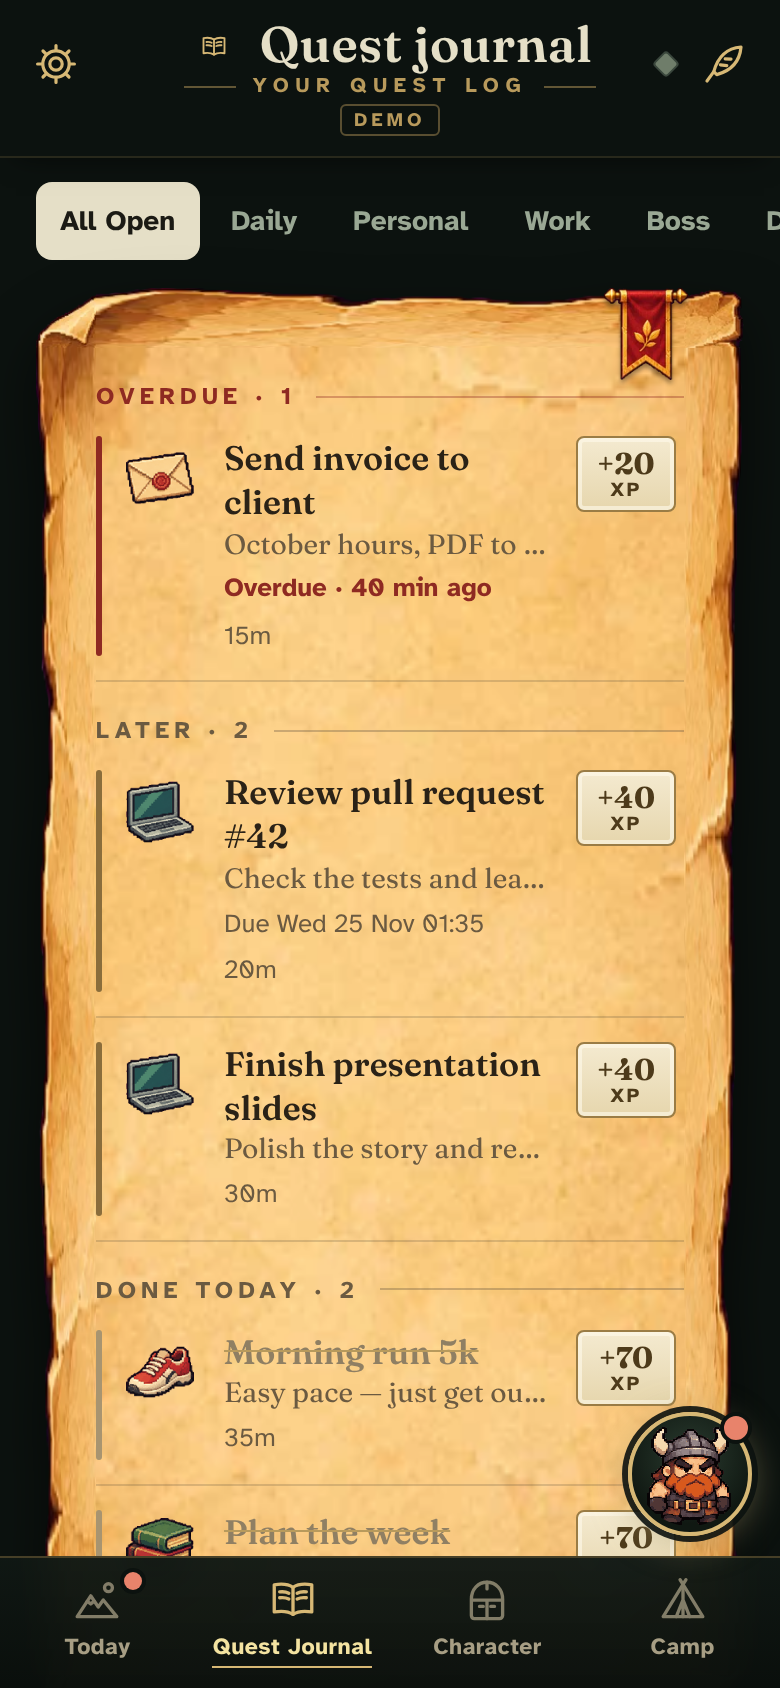 Quest journal
YOUR QUEST LOG
DEMO
All Open Daily Personal Work Boss D
OVERDUE · 1
Send invoice to
client
October hours, PDF to ...
Overdue · 40 min ago
15m
+20
XP
LATER · 2
Review pull request
#42
Check the tests and lea...
Due Wed 25 Nov 01:35
20m
+40
XP
Finish presentation
slides
Polish the story and re...
30m
+40
XP
DONE TODAY · 2
Morning run 5k
Easy pace — just get ou...
35m
+70
XP
Plan the week
+70
Today Quest Journal Character Camp